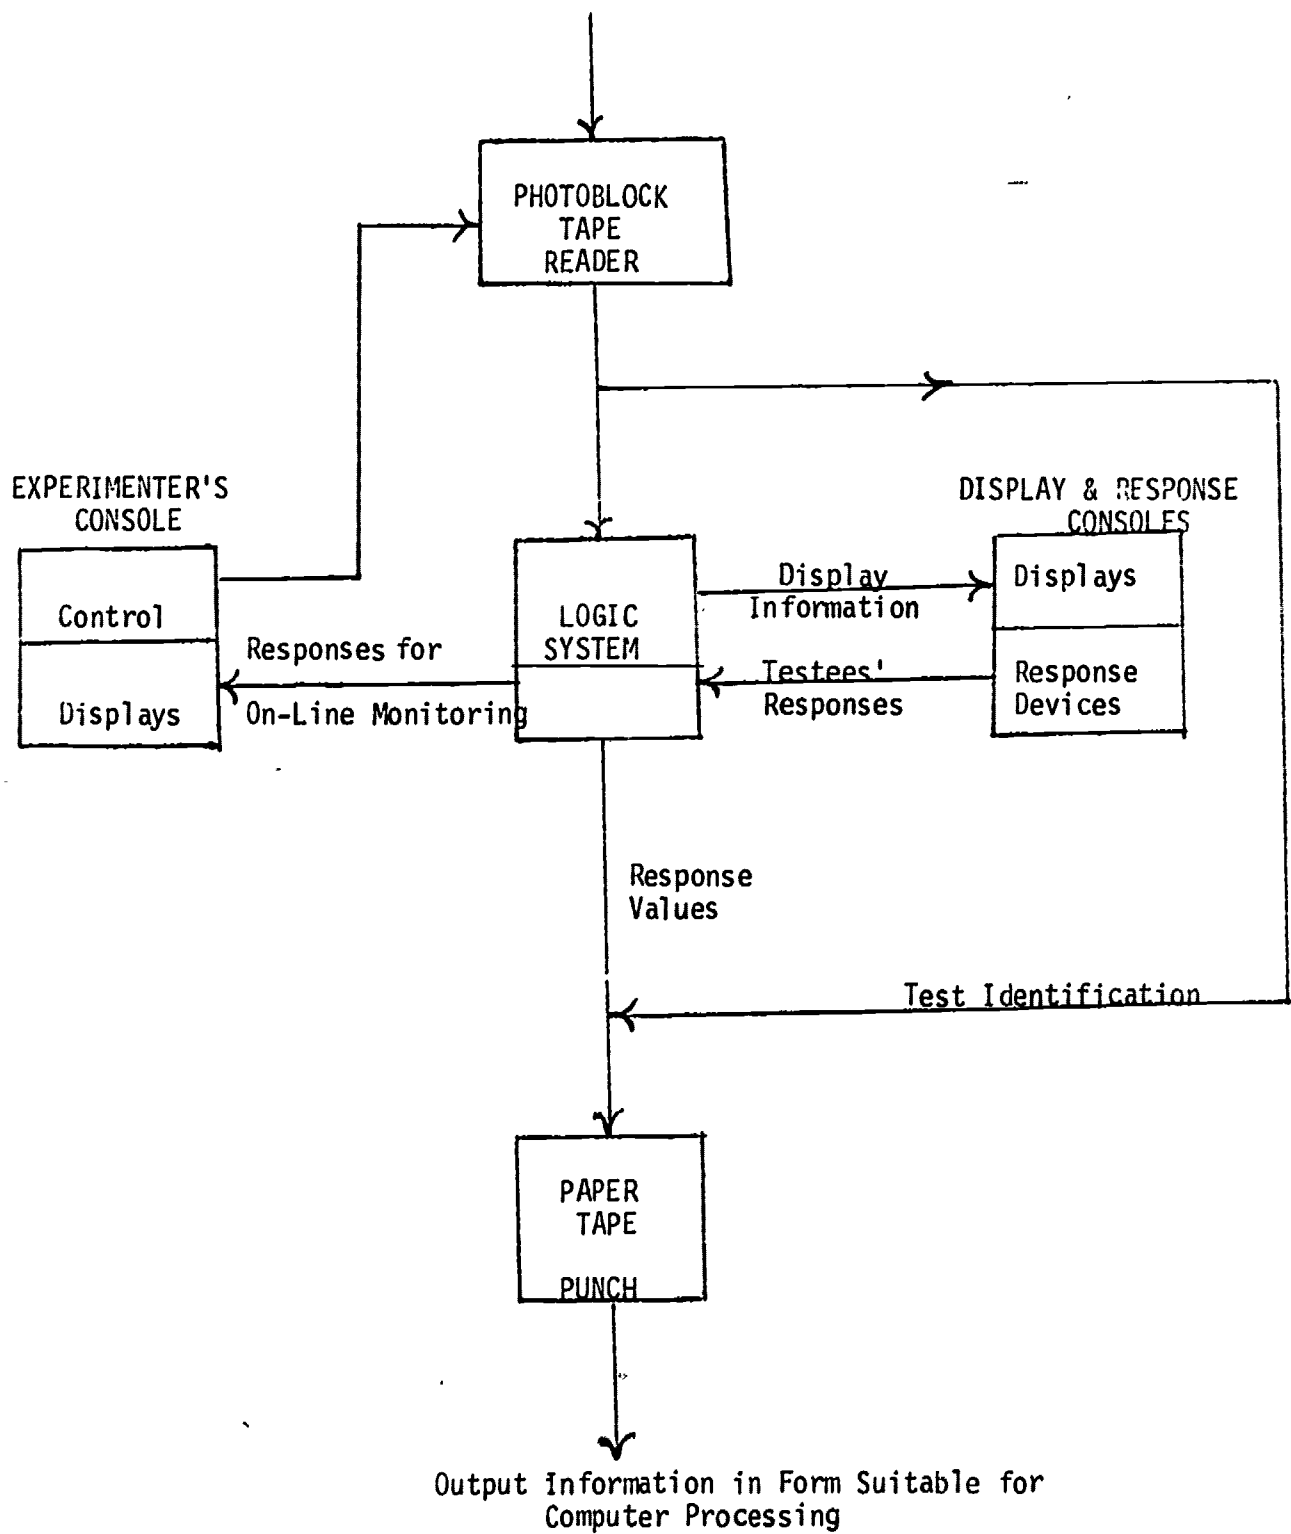 PHOTOBLOCK
TAPE
READER
EXPERIMENTER'S
CONSOLE
Control
Displays
Responses for
On-Line Monitoring
LOGIC
SYSTEM
Display
Information
Testees'
Responses
DISPLAY & RESPONSE
CONSOLES
Displays
Response
Devices
Response
Values
Test Identification
PAPER
TAPE
PUNCH
Output Information in Form Suitable for
Computer Processing